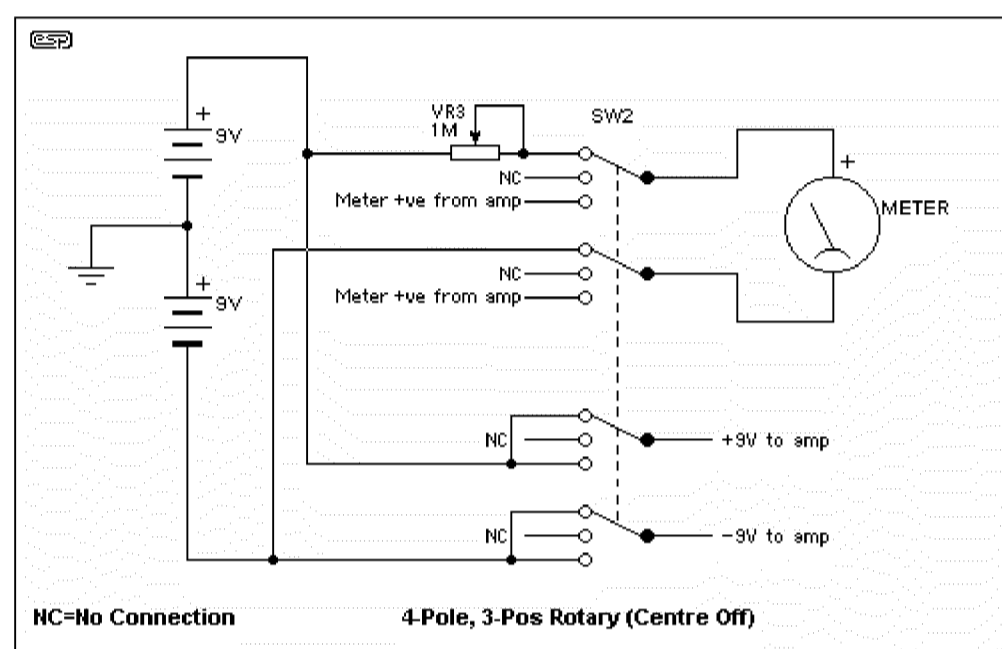 esp
+
9V
VR3
1M
SW2
+
NC
Meter +ve from amp
METER
+
9V
NC
Meter +ve from amp
NC
+9V to amp
NC
-9V to amp
NC=No Connection
4-Pole, 3-Pos Rotary (Centre Off)